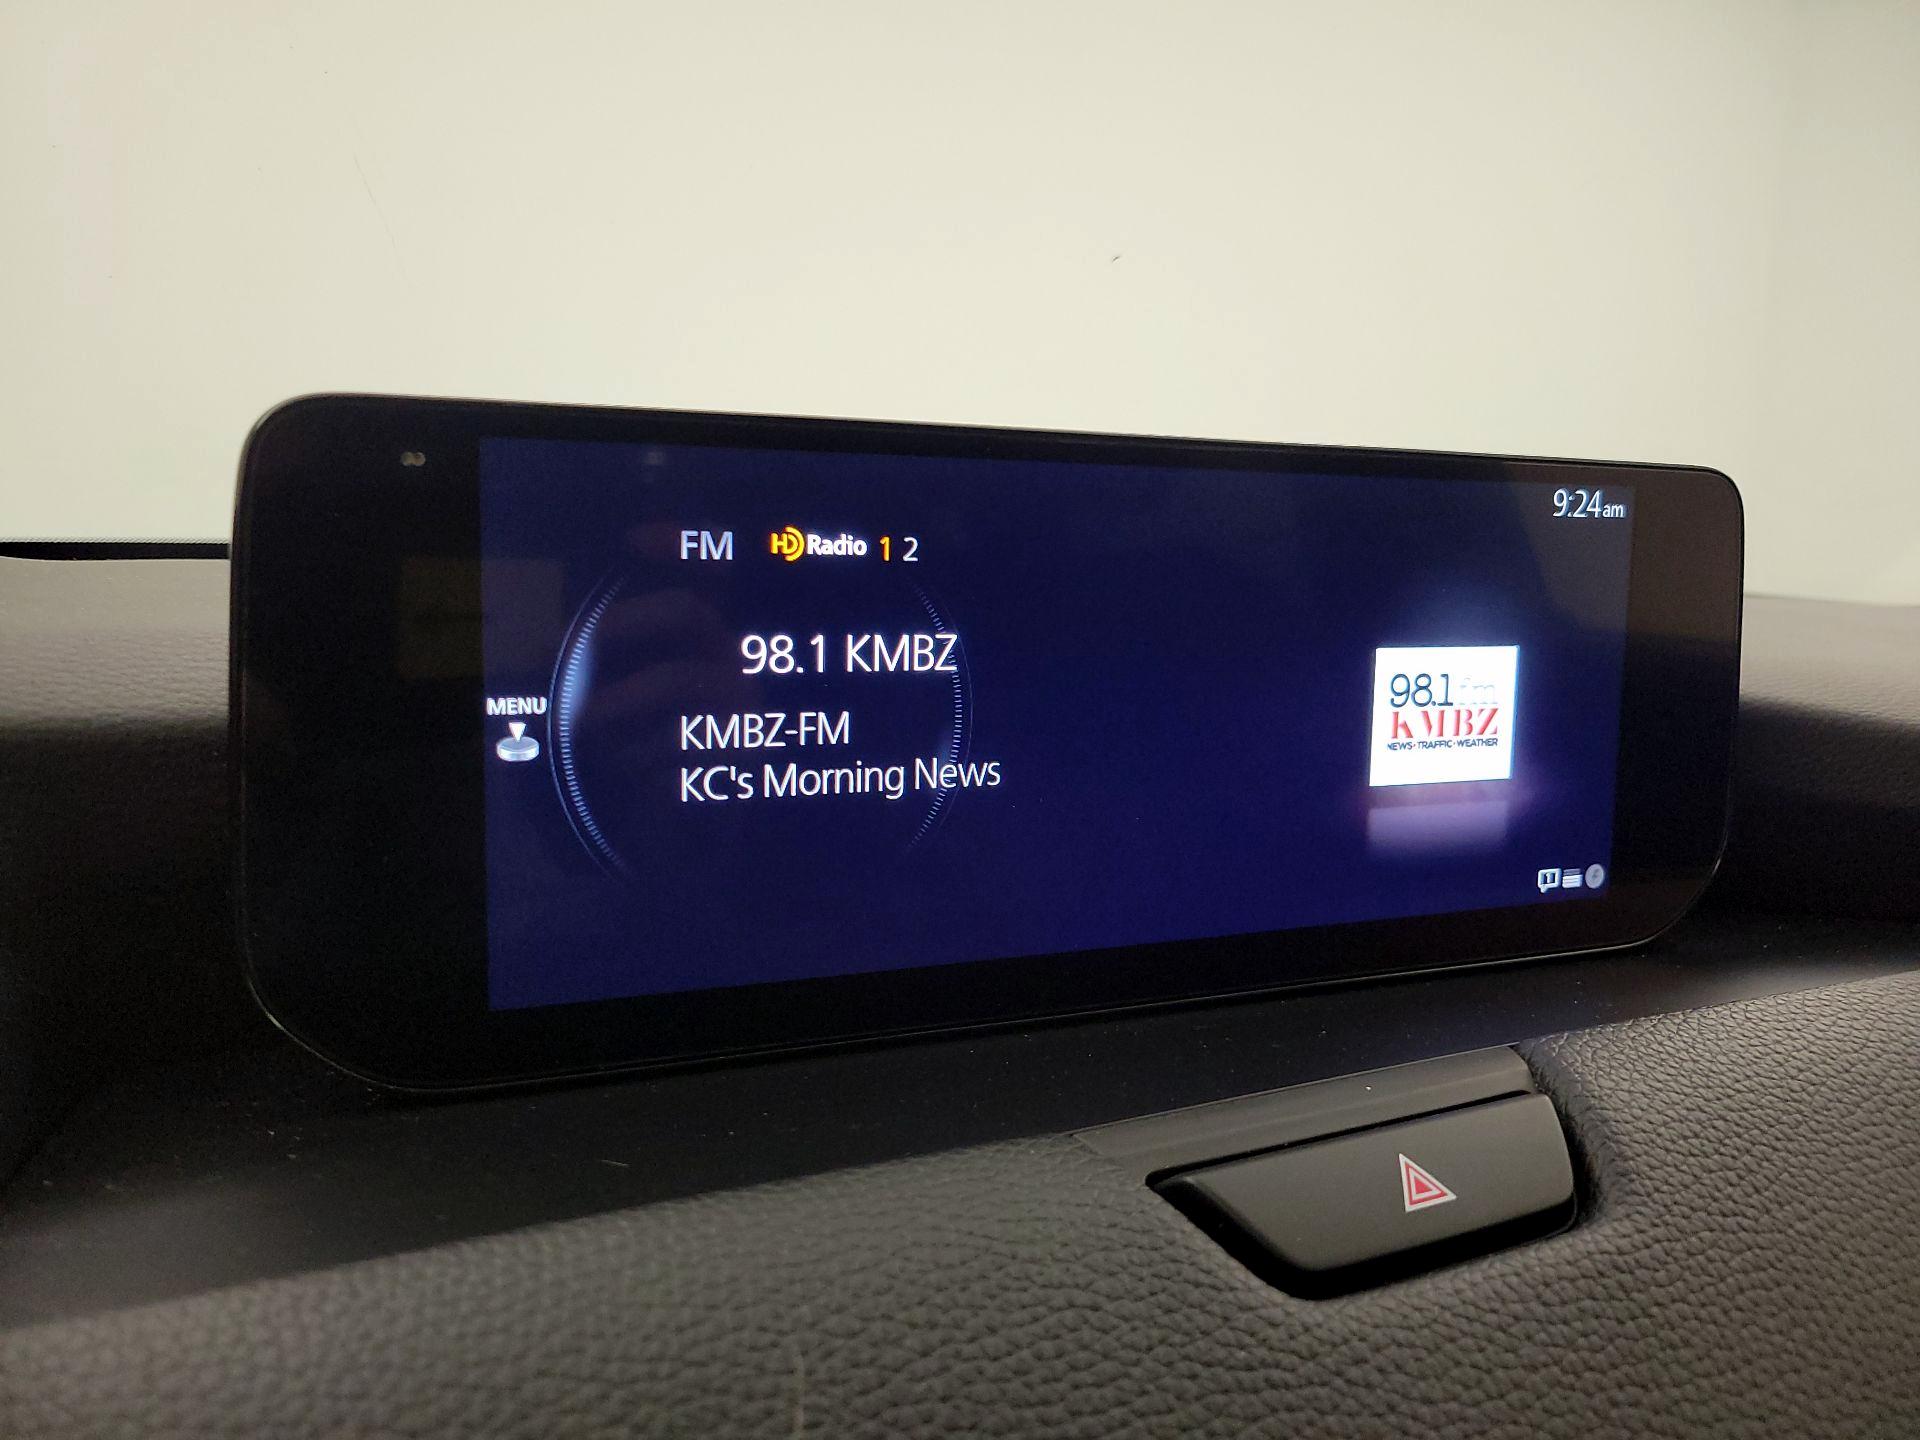 9:24am
FM HD Radio 1 2
98.1 KMBZ
MENU
KMBZ-FM
KC's Morning News
98.1 fm
KMBZ
NEWS•TRAFFIC•WEATHER
1